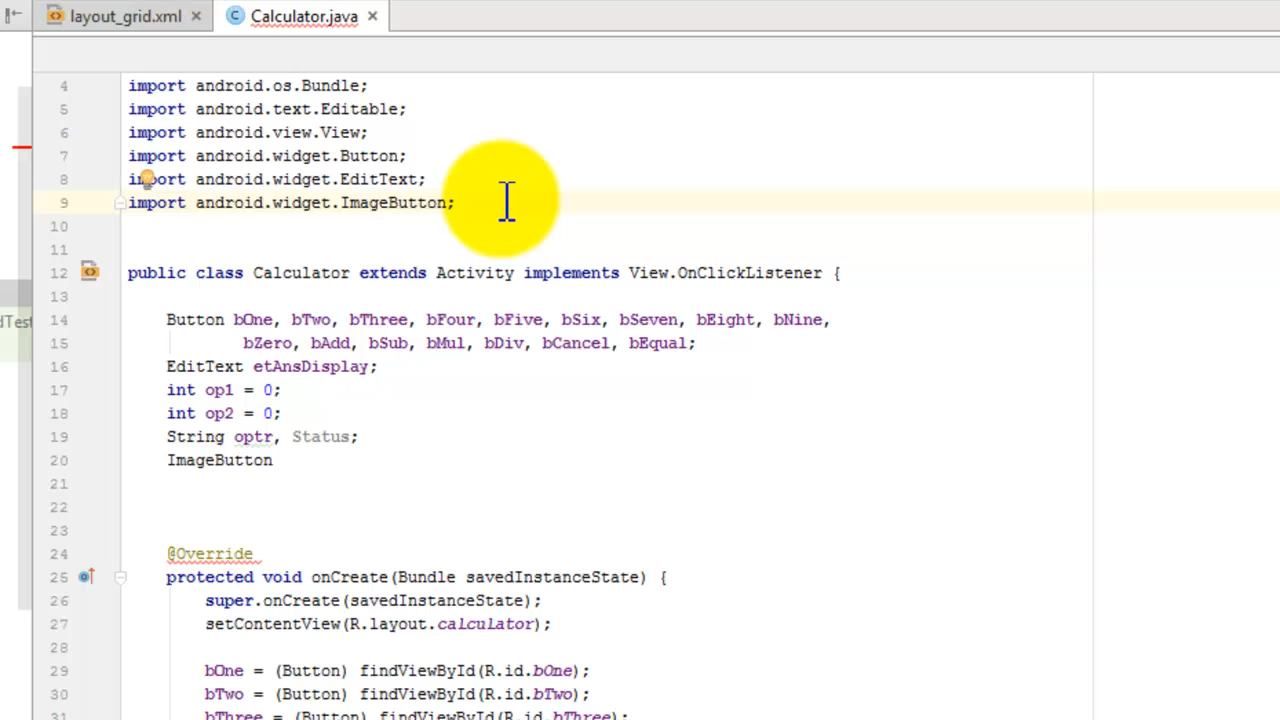 layout_grid.xml
Calculator.java
4 import android.os.Bundle;
5 import android.text.Editable;
6 import android.view.View;
7 import android.widget.Button;
8 import android.widget.EditText;
9 import android.widget.ImageButton;
10
11
12 public class Calculator extends Activity implements View.OnClickListener {
13
14 Button bOne, bTwo, bThree, bFour, bFive, bSix, bSeven, bEight, bNine,
15 bZero, bAdd, bSub, bMul, bDiv, bCancel, bEqual;
16 EditText etAnsDisplay;
17 int op1 = 0;
18 int op2 = 0;
19 String optr, Status;
20 ImageButton
21
22
23
24 @Override
25 protected void onCreate(Bundle savedInstanceState) {
26 super.onCreate(savedInstanceState);
27 setContentView(R.layout.calculator);
28
29 bOne = (Button) findViewById(R.id.bOne);
30 bTwo = (Button) findViewById(R.id.bTwo);
31 bThree = (Button) findViewById(R.id.bThree);